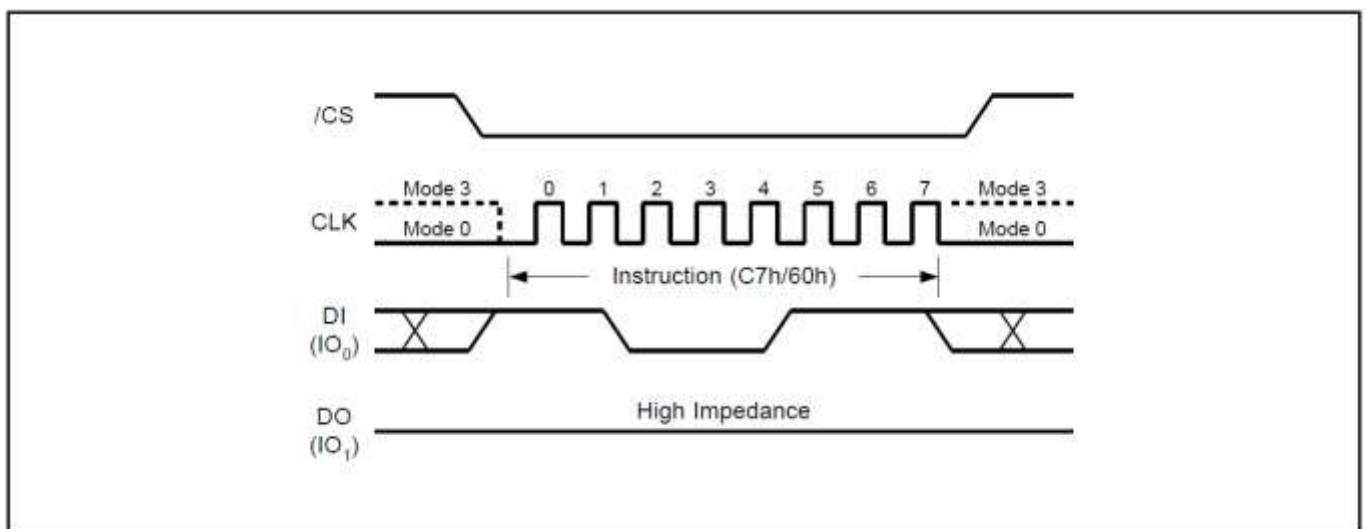 /CS
Mode 3 0 1 2 3 4 5 6 7 Mode 3
CLK
Mode 0 Mode 0
Instruction (C7h/60h)
DI
(IO₀)
High Impedance
DO
(IO₁)